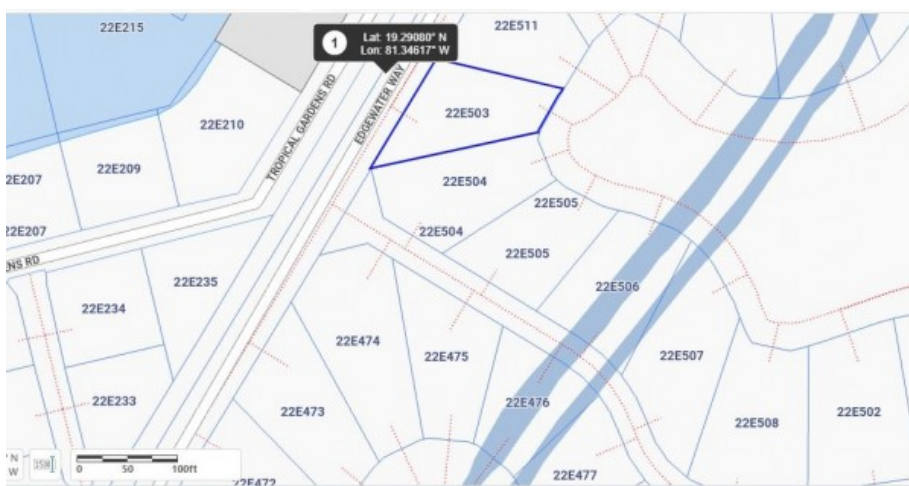 22E215
1
Lat: 19.29080° N
Lon: 81.34617° W
22E511
TROPICAL GARDENS RD
EDGEWATER WAY
22E503
22E210
22E209
22E207
22E504
22E207
22E504
22E505
22E505
ENS RD
22E235
22E234
22E506
22E474
22E475
22E507
22E233
22E473
22E476
22E508
22E502
22E472
22E477
° N
W
0 50 100ft